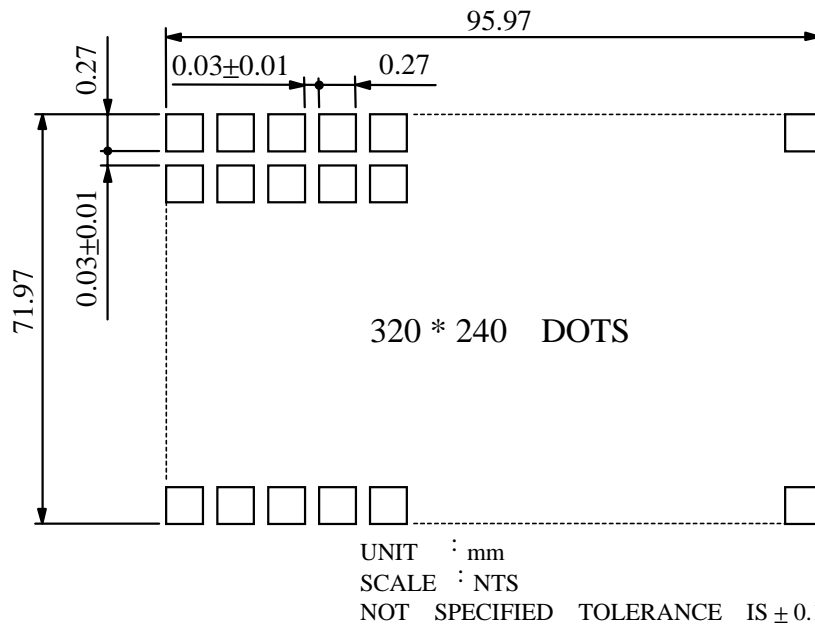 95.97
0.03±0.01
0.27
0.27
0.03±0.01
71.97
320 * 240 DOTS
UNIT : mm
SCALE : NTS
NOT SPECIFIED TOLERANCE IS ± 0.